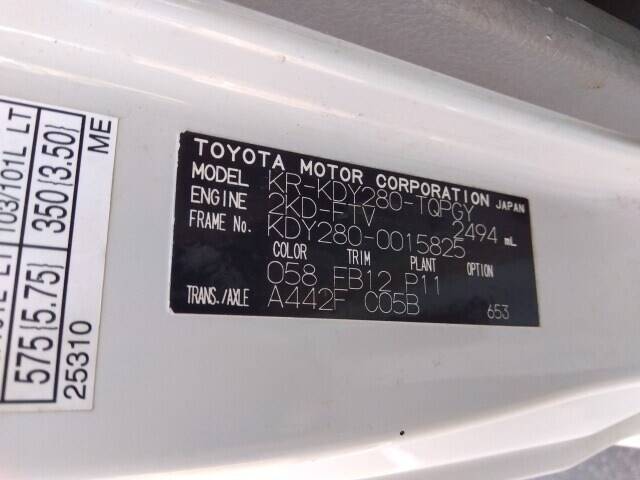 103/101L LT
575{5.75} 350{3.50}
25310 ME
TOYOTA MOTOR CORPORATION JAPAN
MODEL KR-KDY280-TQPGY
ENGINE 2KD-FTV 2494 mL
FRAME No. KDY280-0015825
COLOR TRIM PLANT OPTION
058 FB12 P11
TRANS./AXLE A442F C05B 653